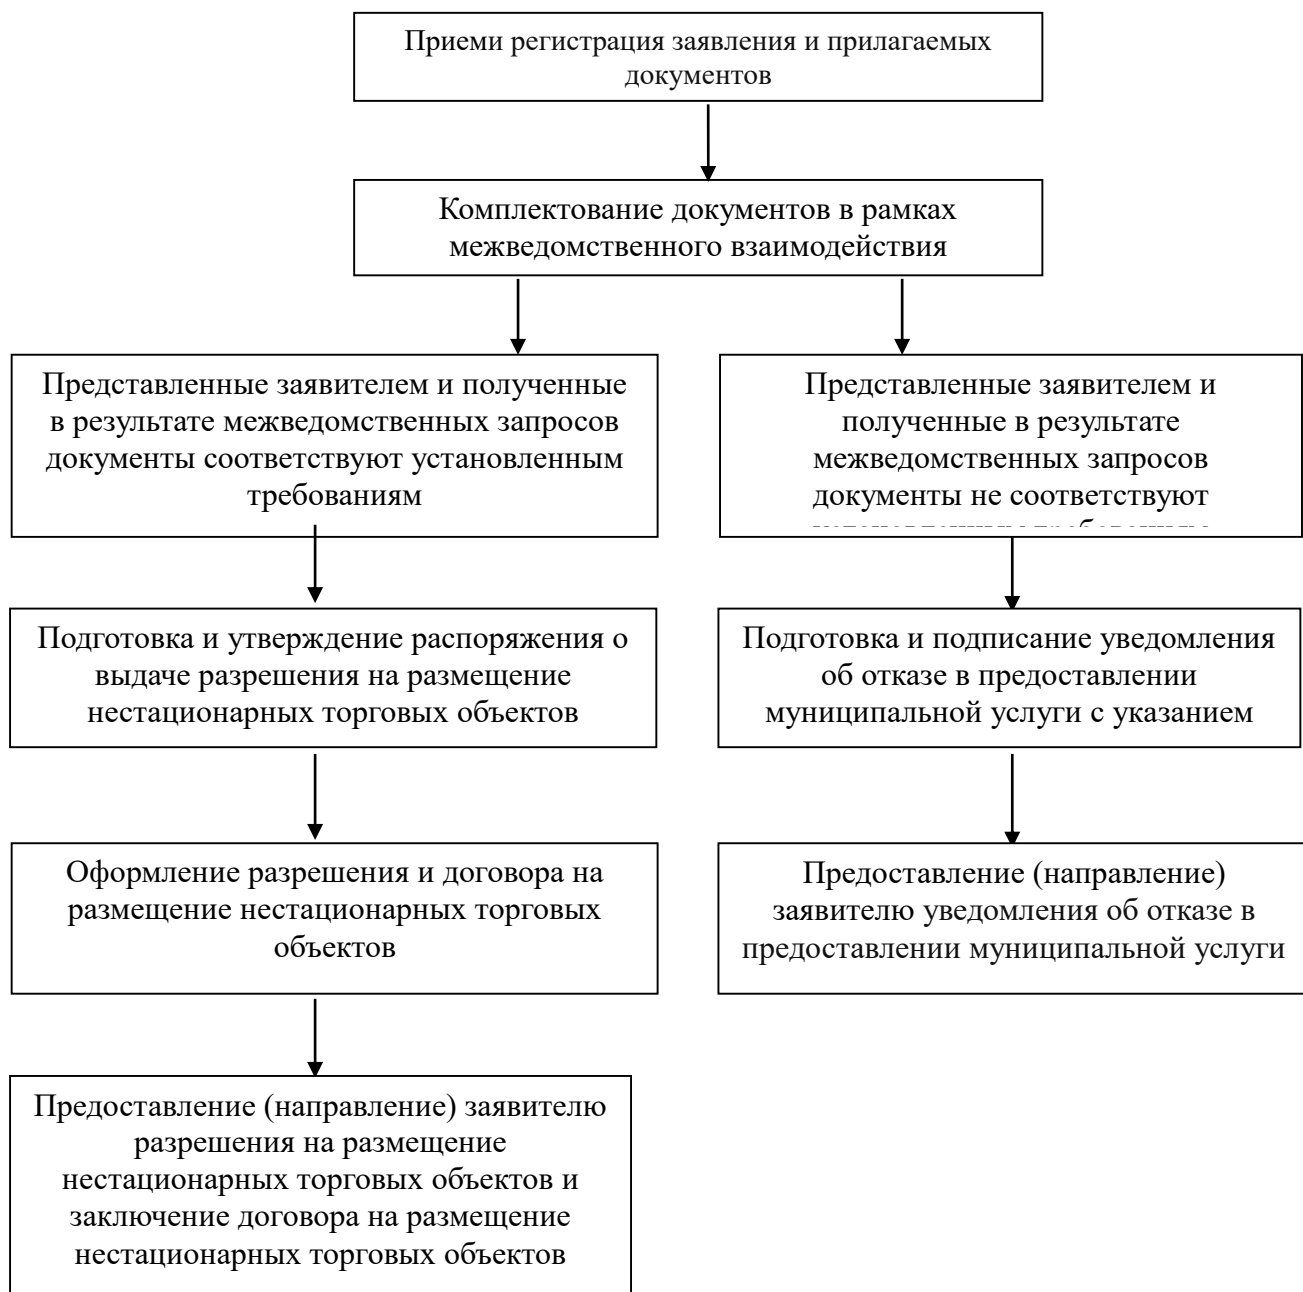 Приеми регистрация заявления и прилагаемых
документов
Комплектование документов в рамках
межведомственного взаимодействия
Представленные заявителем и полученные
в результате межведомственных запросов
документы соответствуют установленным
требованиям
Представленные заявителем и
полученные в результате
межведомственных запросов
документы не соответствуют
Подготовка и утверждение распоряжения о
выдаче разрешения на размещение
нестационарных торговых объектов
Подготовка и подписание уведомления
об отказе в предоставлении
муниципальной услуги с указанием
Оформление разрешения и договора на
размещение нестационарных торговых
объектов
Предоставление (направление)
заявителю уведомления об отказе в
предоставлении муниципальной услуги
Предоставление (направление) заявителю
разрешения на размещение
нестационарных торговых объектов и
заключение договора на размещение
нестационарных торговых объектов